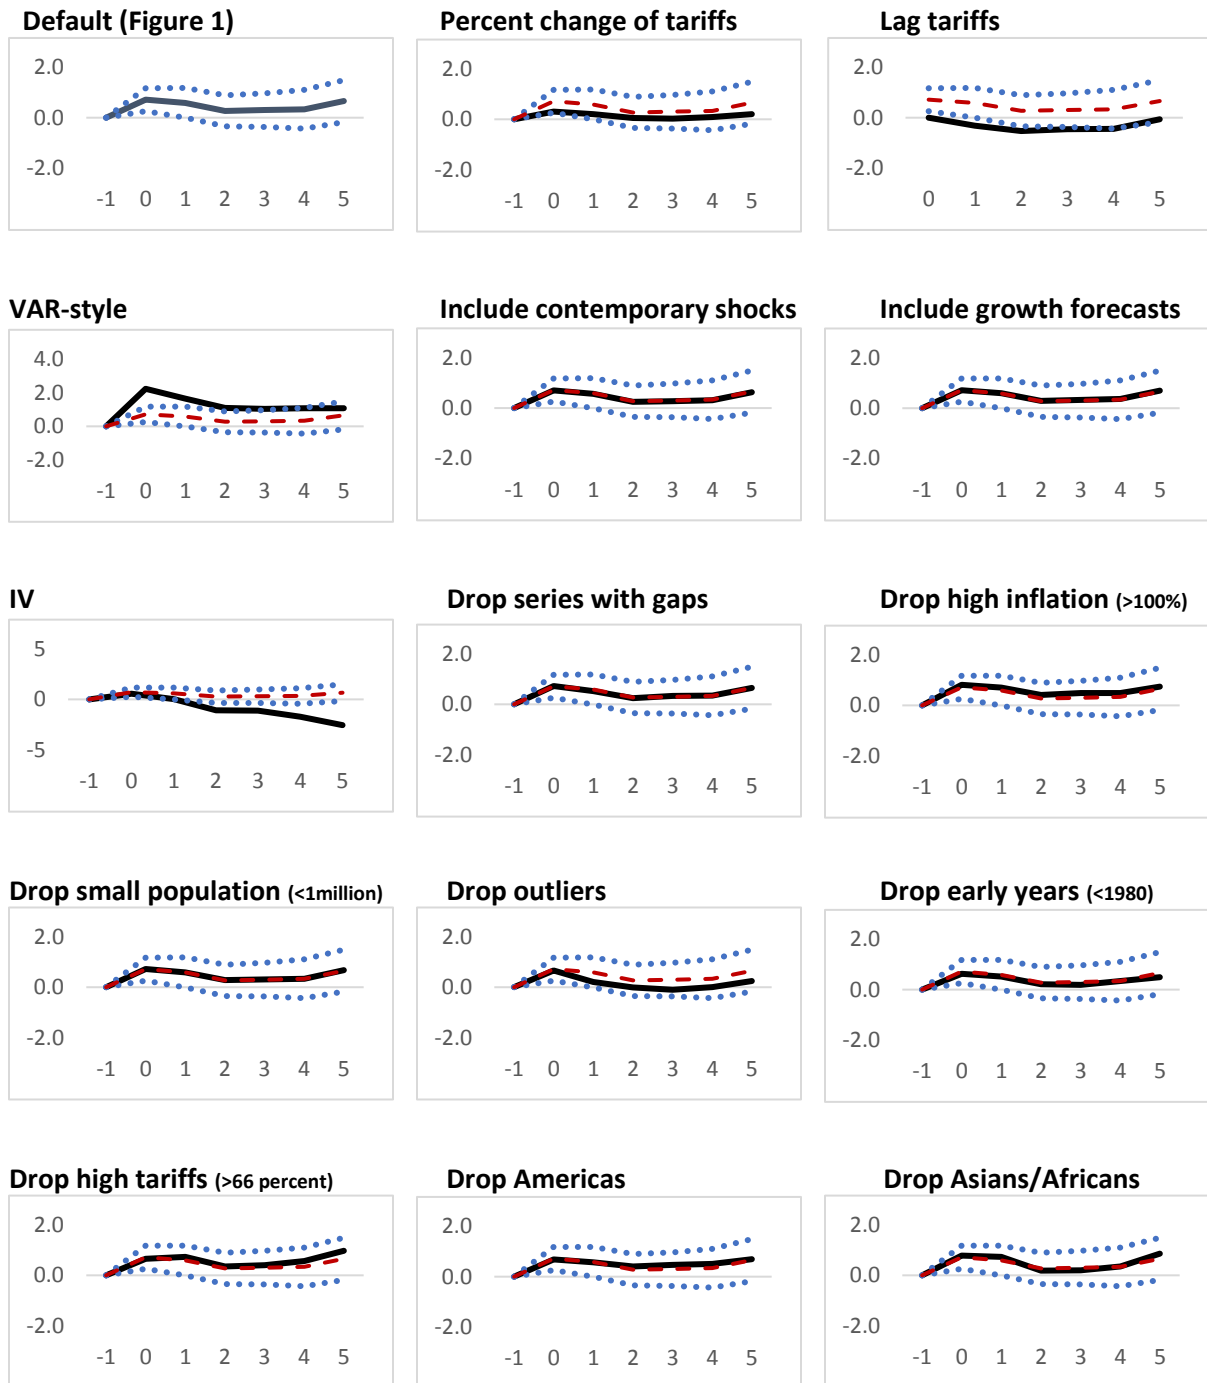 Default (Figure 1)
2.0
0.0
-2.0
-1 0 1 2 3 4 5
Percent change of tariffs
2.0
0.0
-2.0
-1 0 1 2 3 4 5
Lag tariffs
2.0
0.0
-2.0
0 1 2 3 4 5
VAR-style
4.0
2.0
0.0
-2.0
-1 0 1 2 3 4 5
Include contemporary shocks
2.0
0.0
-2.0
-1 0 1 2 3 4 5
Include growth forecasts
2.0
0.0
-2.0
-1 0 1 2 3 4 5
IV
5
0
-5
-1 0 1 2 3 4 5
Drop series with gaps
2.0
0.0
-2.0
-1 0 1 2 3 4 5
Drop high inflation (>100%)
2.0
0.0
-2.0
-1 0 1 2 3 4 5
Drop small population (<1million)
2.0
0.0
-2.0
-1 0 1 2 3 4 5
Drop outliers
2.0
0.0
-2.0
-1 0 1 2 3 4 5
Drop early years (<1980)
2.0
0.0
-2.0
-1 0 1 2 3 4 5
Drop high tariffs (>66 percent)
2.0
0.0
-2.0
-1 0 1 2 3 4 5
Drop Americas
2.0
0.0
-2.0
-1 0 1 2 3 4 5
Drop Asians/Africans
2.0
0.0
-2.0
-1 0 1 2 3 4 5